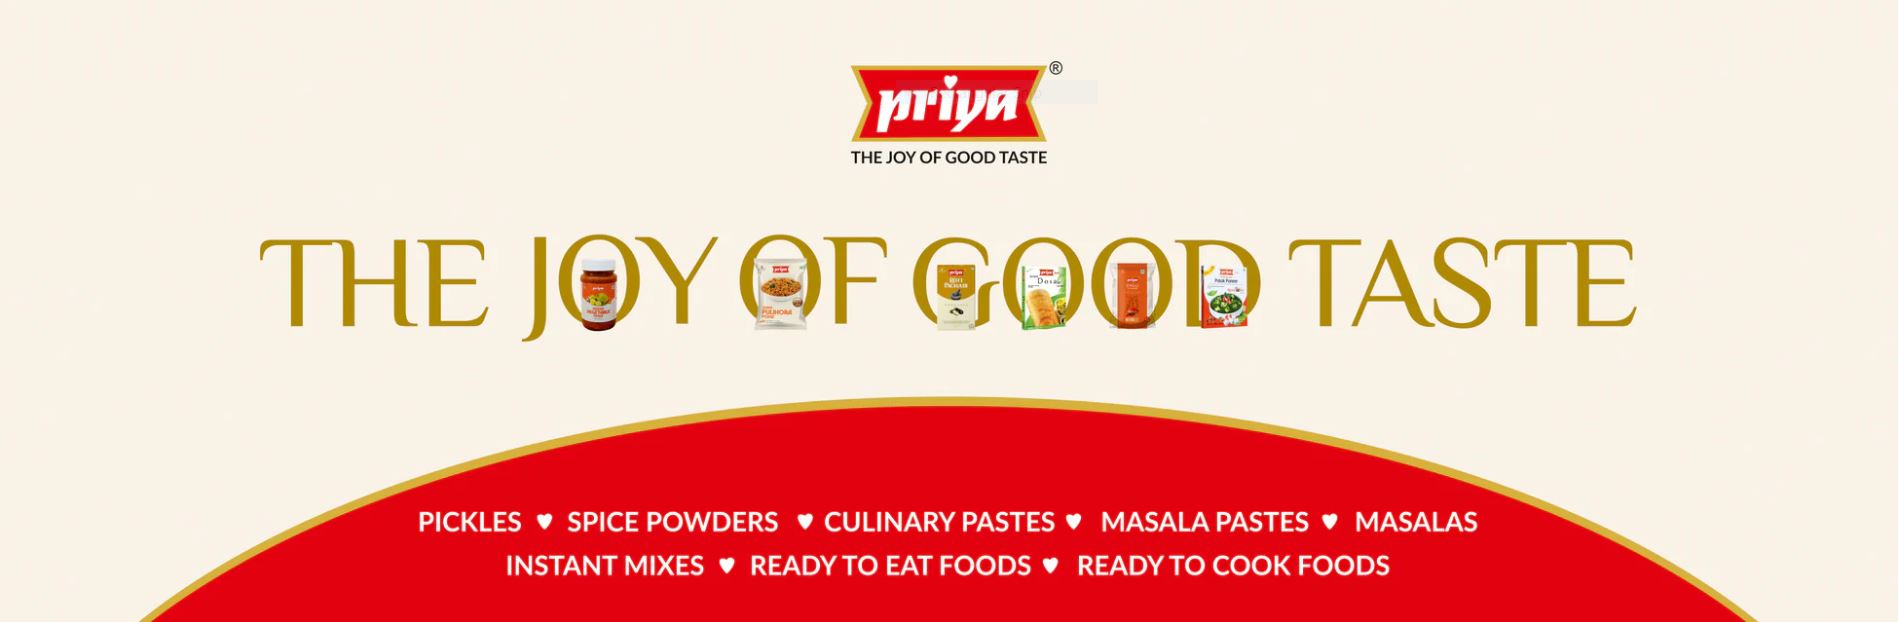 priya ®
THE JOY OF GOOD TASTE
THE JOY OF GOOD TASTE
PICKLES ♥ SPICE POWDERS ♥ CULINARY PASTES ♥ MASALA PASTES ♥ MASALAS
INSTANT MIXES ♥ READY TO EAT FOODS ♥ READY TO COOK FOODS